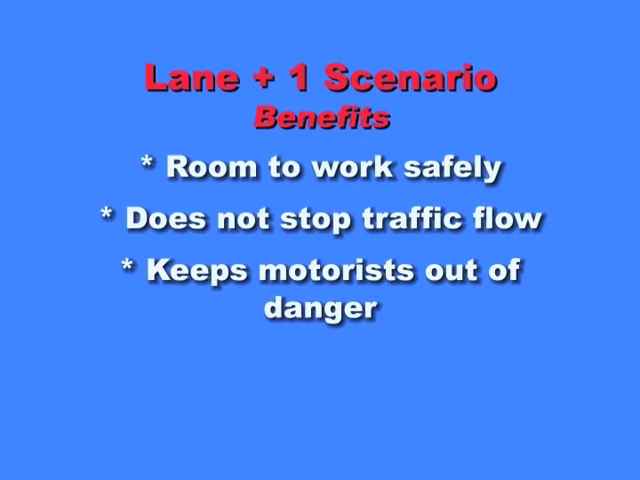 Lane + 1 Scenario
Benefits
* Room to work safely
* Does not stop traffic flow
* Keeps motorists out of
danger